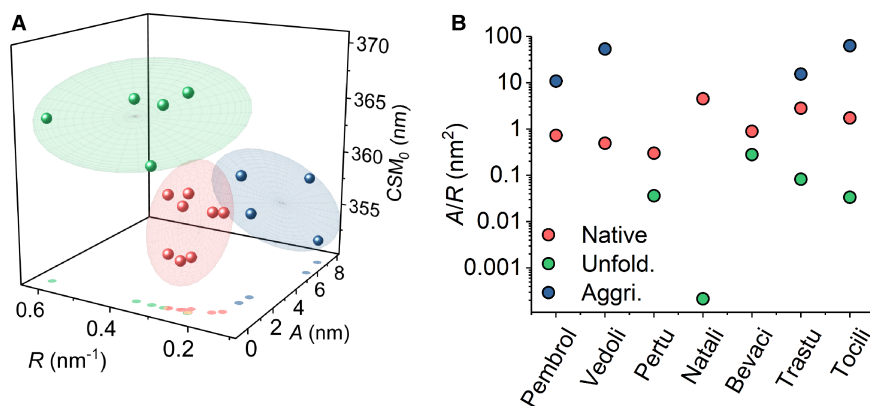 A
370
365
360
355
CSM0 (nm)
8
6
4
2
0
A (nm)
0.6
0.4
0.2
R (nm-1)
B
100
10
1
0.1
0.01
0.001
A/R (nm2)
Native
Unfold.
Aggri.
Pembrol
Vedoli
Pertu
Natali
Bevaci
Trastu
Tocili